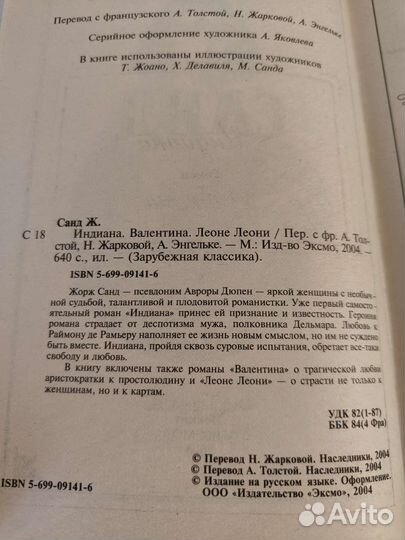 Перевод с французского А. Толстой, Н. Жарковой, А. Энгельке
Серийное оформление художника А. Яковлева
В книге использованы иллюстрации художников
Т. Жоано, Х. Делавиля, М. Санда
Санд Ж.
С 18 Индиана. Валентина. Леоне Леони / Пер. с фр. А. Тол-
стой, Н. Жарковой, А. Энгельке. — М.: Изд-во Эксмо, 2004. —
640 с., ил. — (Зарубежная классика).
ISBN 5-699-09141-6
Жорж Санд — псевдоним Авроры Дюпен — яркой женщины с необыч-
ной судьбой, талантливой и плодовитой романистки. Уже первый самосто-
ятельный роман «Индиана» принес ей признание и известность. Героиня
романа страдает от деспотизма мужа, полковника Дельмара. Любовь к
Раймону де Рамьеру наполняет ее жизнь новым смыслом, но им не суждено
быть вместе. Индиана, пройдя сквозь суровые испытания, обретает все-таки
свободу и любовь.
В книгу включены также романы «Валентина» о трагической любви
аристократки к простолюдину и «Леоне Леони» — о страсти не только к
женщинам, но и к картам.
УДК 82(1-87)
ББК 84(4 Фра)
© Перевод Н. Жарковой. Наследники, 2004
© Перевод А. Толстой. Наследники, 2004
© Издание на русском языке. Оформление.
ISBN 5-699-09141-6 ООО «Издательство «Эксмо», 2004
Avito